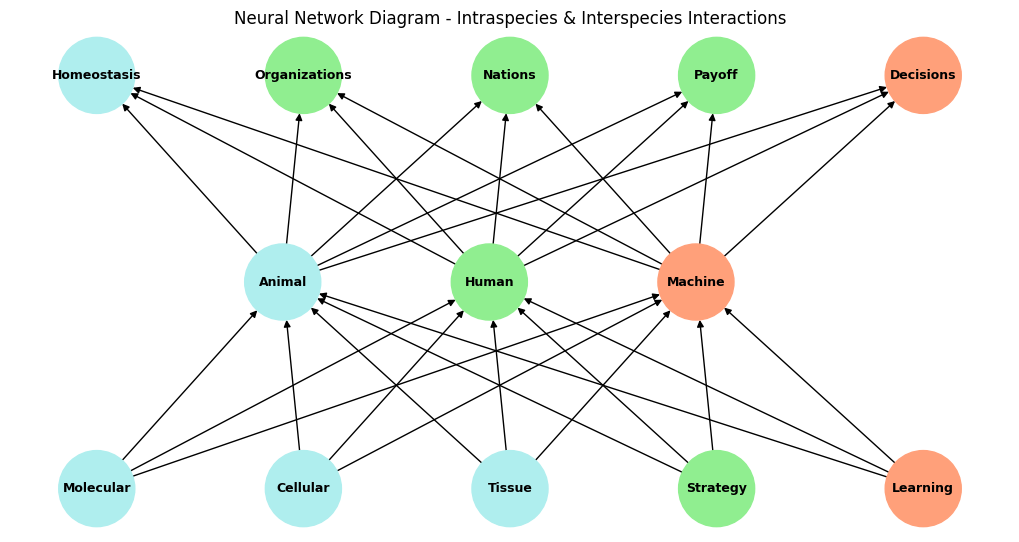 Neural Network Diagram - Intraspecies & Interspecies Interactions
Homeostasis
Organizations
Nations
Payoff
Decisions
Animal
Human
Machine
Molecular
Cellular
Tissue
Strategy
Learning